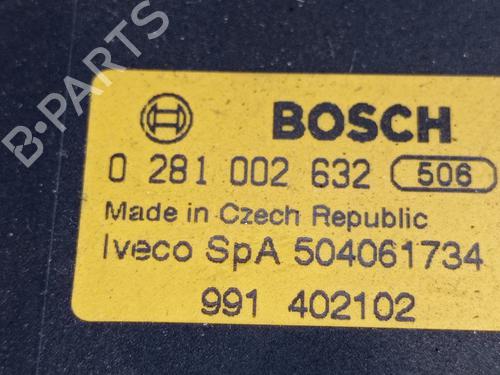 BOSCH
0 281 002 632 506
Made in Czech Republic
Iveco SpA 504061734
991 402102
B-PARTS